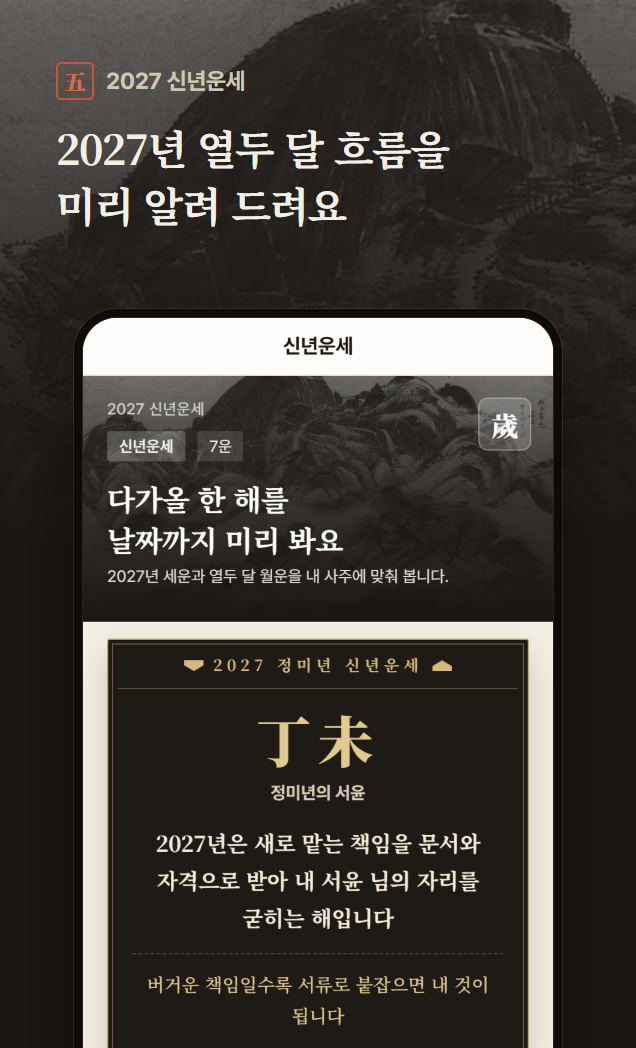 五 2027 신년운세
2027년 열두 달 흐름을
미리 알려 드려요
신년운세
2027 신년운세
신년운세 7운
歲
다가올 한 해를
날짜까지 미리 봐요
2027년 세운과 열두 달 월운을 내 사주에 맞춰 봅니다.
2027 정미년 신년운세
丁未
정미년의 서윤
2027년은 새로 맡는 책임을 문서와
자격으로 받아 내 서윤 님의 자리를
굳히는 해입니다
버거운 책임일수록 서류로 붙잡으면 내 것이
됩니다